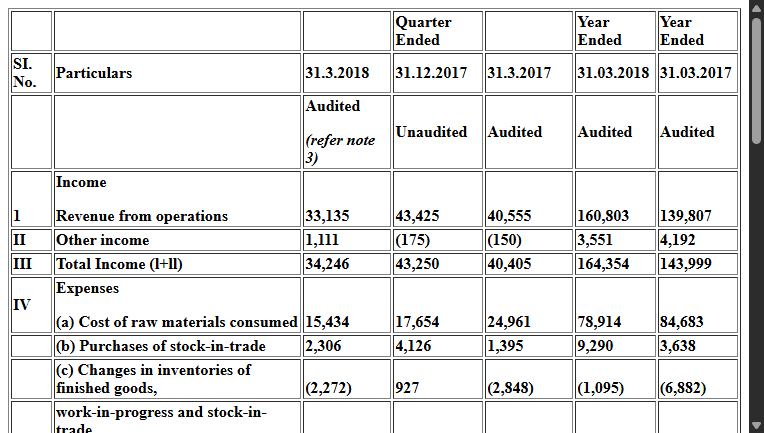 Quarter Ended Year Ended Year Ended
SI. No. Particulars 31.3.2018 31.12.2017 31.3.2017 31.03.2018 31.03.2017
Audited (refer note 3) Unaudited Audited Audited Audited
Income
1 Revenue from operations 33,135 43,425 40,555 160,803 139,807
II Other income 1,111 (175) (150) 3,551 4,192
III Total Income (l+ll) 34,246 43,250 40,405 164,354 143,999
IV Expenses
(a) Cost of raw materials consumed 15,434 17,654 24,961 78,914 84,683
(b) Purchases of stock-in-trade 2,306 4,126 1,395 9,290 3,638
(c) Changes in inventories of finished goods, (2,272) 927 (2,848) (1,095) (6,882)
work-in-progress and stock-in-trade